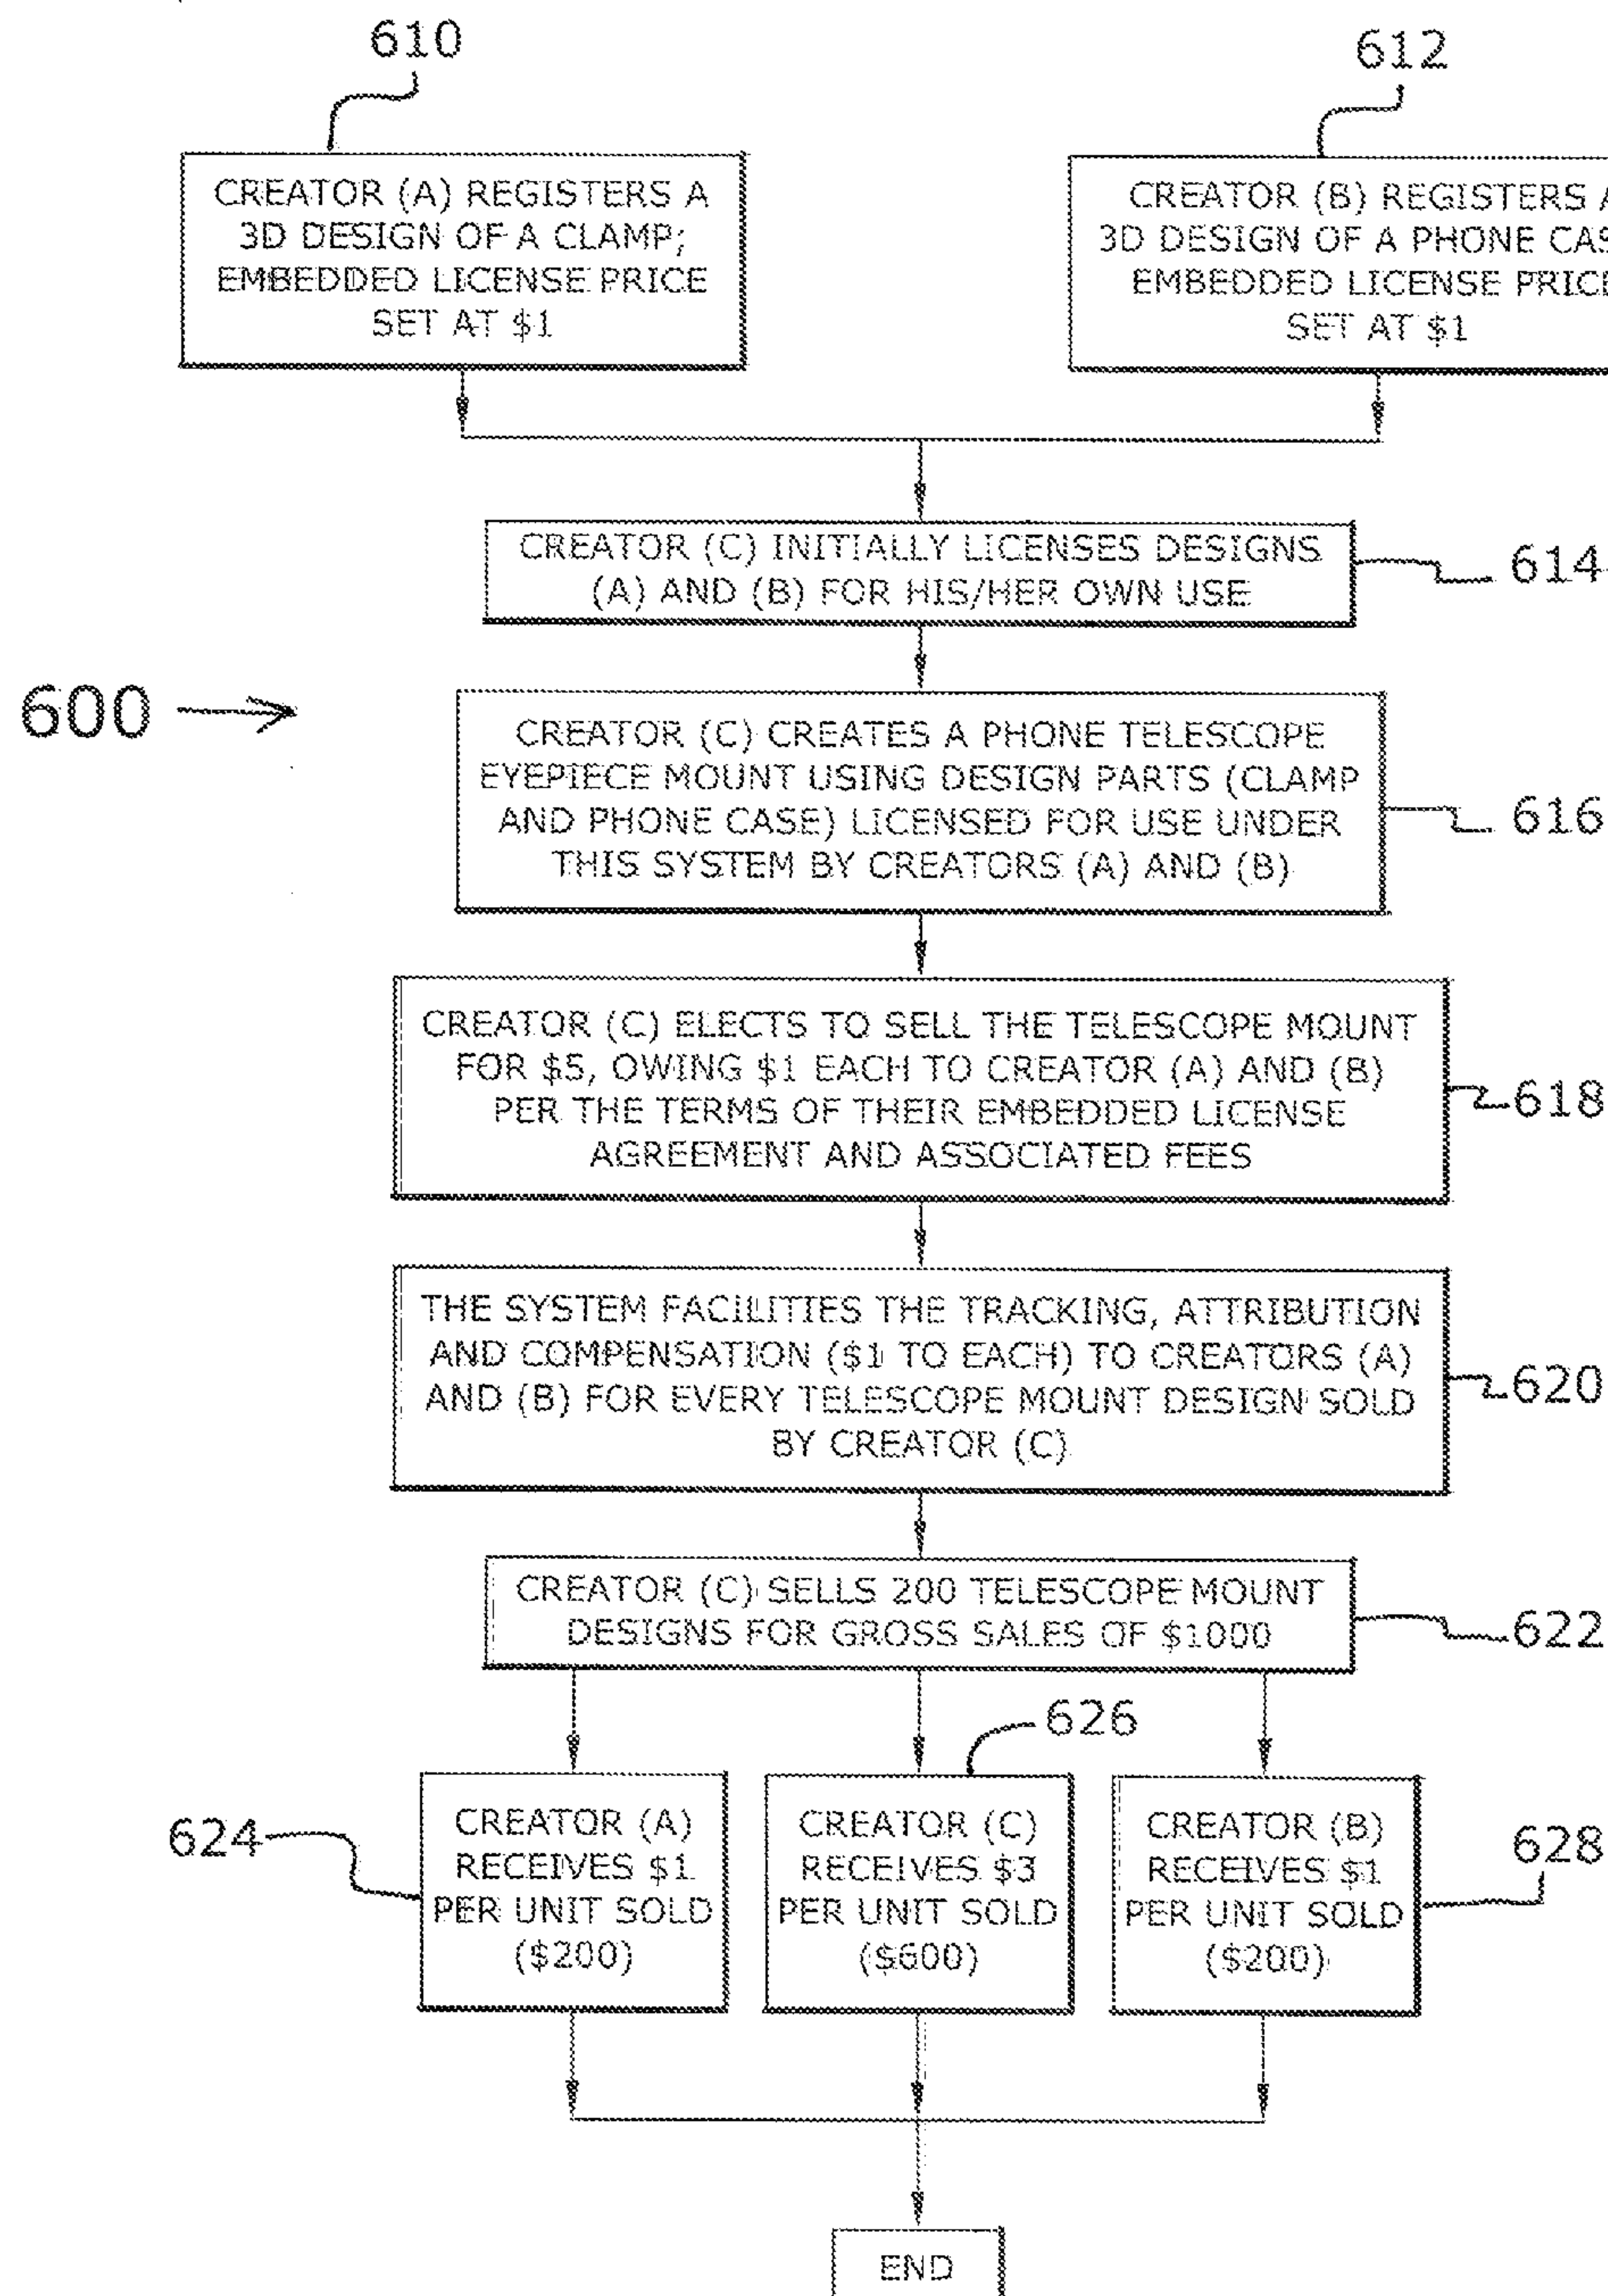 610
612
CREATOR (A) REGISTERS A
3D DESIGN OF A CLAMP;
EMBEDDED LICENSE PRICE
SET AT $1
CREATOR (B) REGISTERS
3D DESIGN OF A PHONE
EMBEDDED LICENSE PRICE
SET AT $1
CREATOR (C) INITIALLY LICENSES DESIGNS
(A) AND (B) FOR HIS/HER OWN USE
614
600
CREATOR (C) CREATES A PHONE TELESCOPE
EYEPIECE MOUNT USING DESIGN PARTS (CLAMP
AND PHONE CASE) LICENSED FOR USE UNDER
THIS SYSTEM BY CREATORS (A) AND (B)
616
CREATOR (C) ELECTS TO SELL THE TELESCOPE MOUNT
FOR $5, OWING $1 EACH TO CREATOR (A) AND (B)
PER THE TERMS OF THEIR EMBEDDED LICENSE
AGREEMENT AND ASSOCIATED FEES
618
THE SYSTEM FACILITIES THE TRACKING, ATTRIBUTION
AND COMPENSATION ($1 TO EACH) TO CREATORS (A)
AND (B) FOR EVERY TELESCOPE MOUNT DESIGN SOLD
BY CREATOR (C)
620
CREATOR (C) SELLS 200 TELESCOPE MOUNT
DESIGNS FOR GROSS SALES OF $1000
622
626
624
CREATOR (A)
RECEIVES $1
PER UNIT SOLD
($200)
CREATOR (C)
RECEIVES $3
PER UNIT SOLD
($600)
CREATOR (B)
RECEIVES $1
PER UNIT SOLD
($200)
628
END